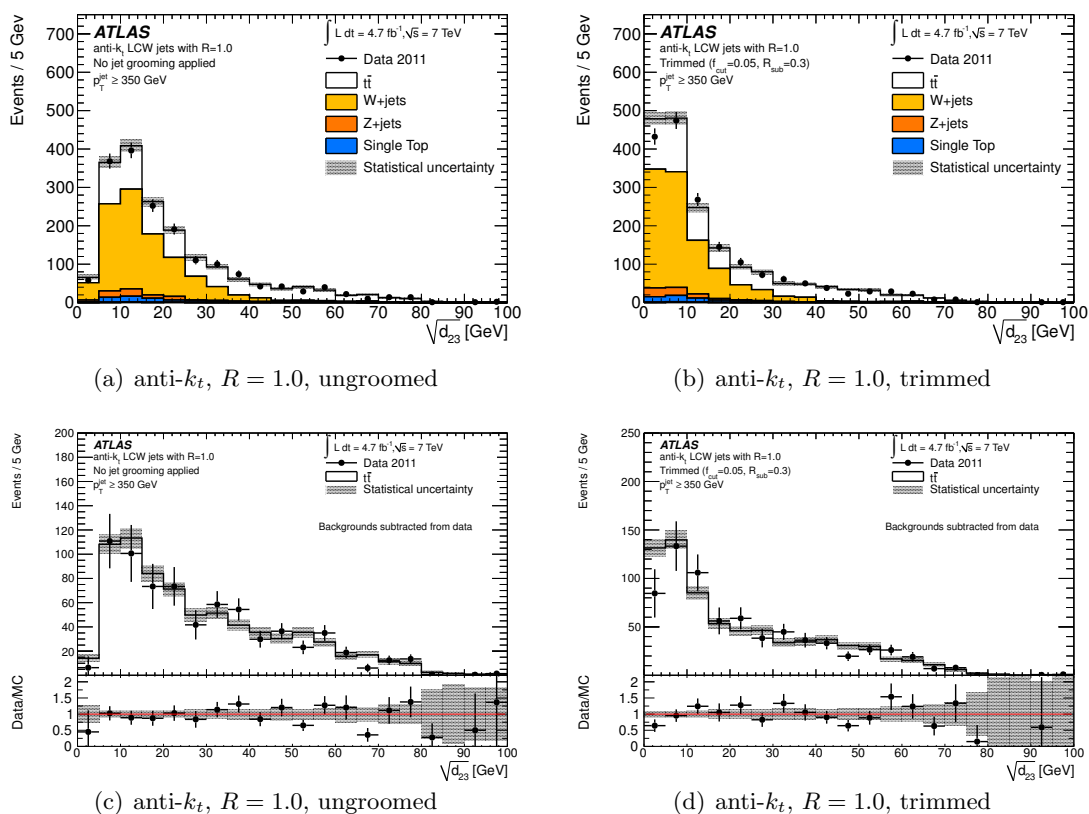 ATLAS
anti-k_t LCW jets with R=1.0
No jet grooming applied
p_T^jet ≥ 350 GeV
∫ L dt = 4.7 fb⁻¹,√s = 7 TeV
Data 2011
tt̄
W+jets
Z+jets
Single Top
Statistical uncertainty
Events / 5 Gev
700
600
500
400
300
200
100
0
0 10 20 30 40 50 60 70 80 90 100
√d₂₃ [GeV]
(a) anti-k_t, R = 1.0, ungroomed
ATLAS
anti-k_t LCW jets with R=1.0
Trimmed (f_cut=0.05, R_sub=0.3)
p_T^jet ≥ 350 GeV
∫ L dt = 4.7 fb⁻¹,√s = 7 TeV
Data 2011
tt̄
W+jets
Z+jets
Single Top
Statistical uncertainty
Events / 5 Gev
700
600
500
400
300
200
100
0
0 10 20 30 40 50 60 70 80 90 100
√d₂₃ [GeV]
(b) anti-k_t, R = 1.0, trimmed
ATLAS
anti-k_t LCW jets with R=1.0
No jet grooming applied
p_T^jet ≥ 350 GeV
∫ L dt = 4.7 fb⁻¹,√s = 7 TeV
Data 2011
tt̄
Statistical uncertainty
Backgrounds subtracted from data
Events / 5 Gev
200
180
160
140
120
100
80
60
40
20
Data/MC
2
1.5
1
0.5
0
0 10 20 30 40 50 60 70 80 90 100
√d₂₃ [GeV]
(c) anti-k_t, R = 1.0, ungroomed
ATLAS
anti-k_t LCW jets with R=1.0
Trimmed (f_cut=0.05, R_sub=0.3)
p_T^jet ≥ 350 GeV
∫ L dt = 4.7 fb⁻¹,√s = 7 TeV
Data 2011
tt̄
Statistical uncertainty
Backgrounds subtracted from data
Events / 5 Gev
250
200
150
100
50
Data/MC
2
1.5
1
0.5
0
0 10 20 30 40 50 60 70 80 90 100
√d₂₃ [GeV]
(d) anti-k_t, R = 1.0, trimmed